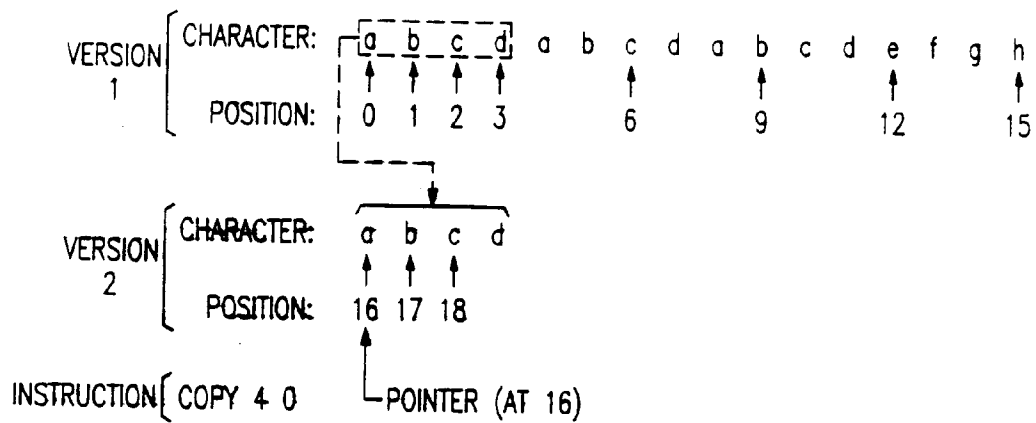 VERSION 1
CHARACTER: a b c d a b c d a b c d e f g h
POSITION: 0 1 2 3 6 9 12 15
VERSION 2
CHARACTER: a b c d
POSITION: 16 17 18
INSTRUCTION COPY 4 0
POINTER (AT 16)